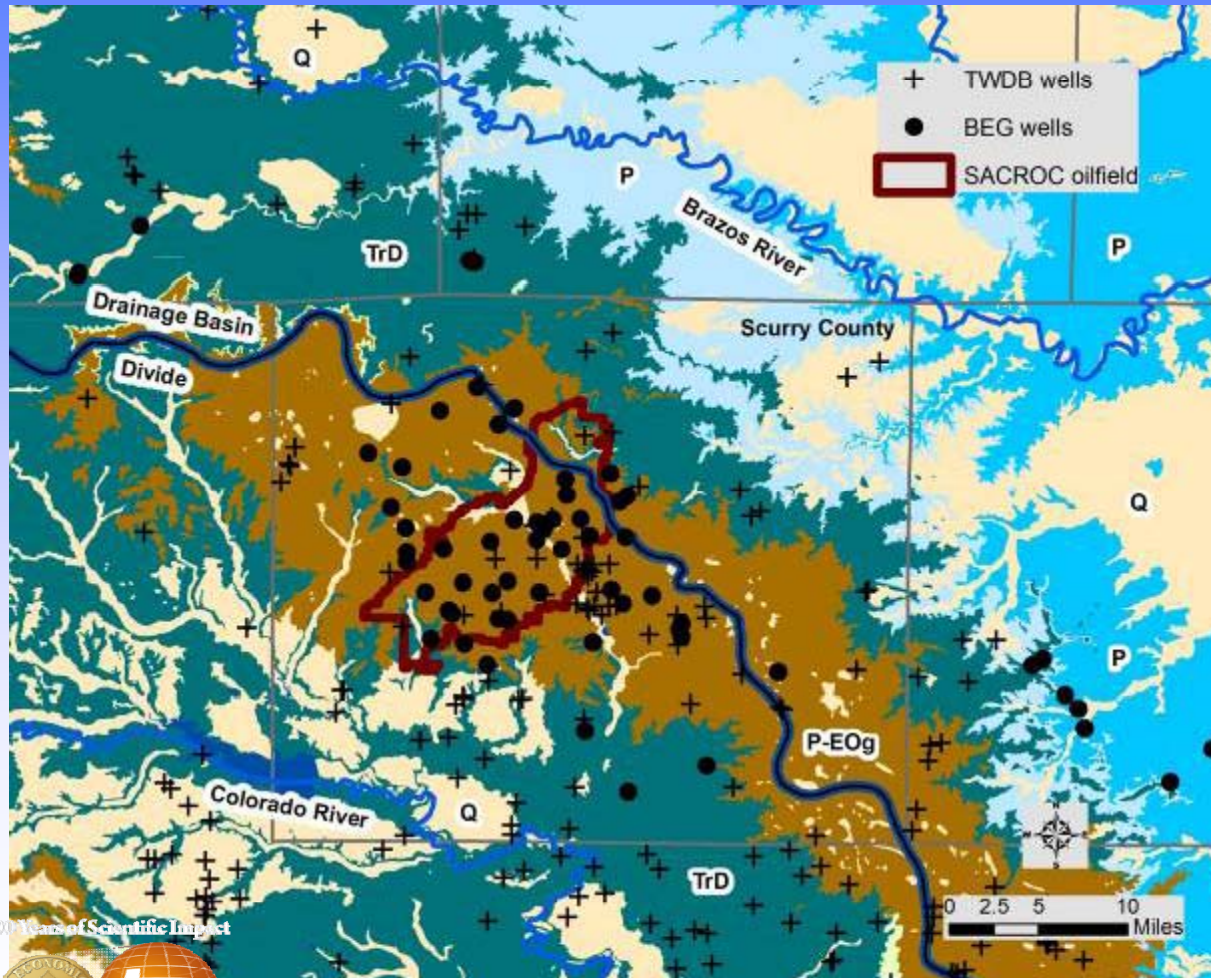 Q
TWDB wells
BEG wells
SACROC oilfield
P
Brazos River
P
TrD
Drainage Basin
Divide
5
Scurry County
Q
P
P-EOg
Colorado River
Q
TrD
N
S
0 2.5 5 10
Miles
Years of Scientific Impact